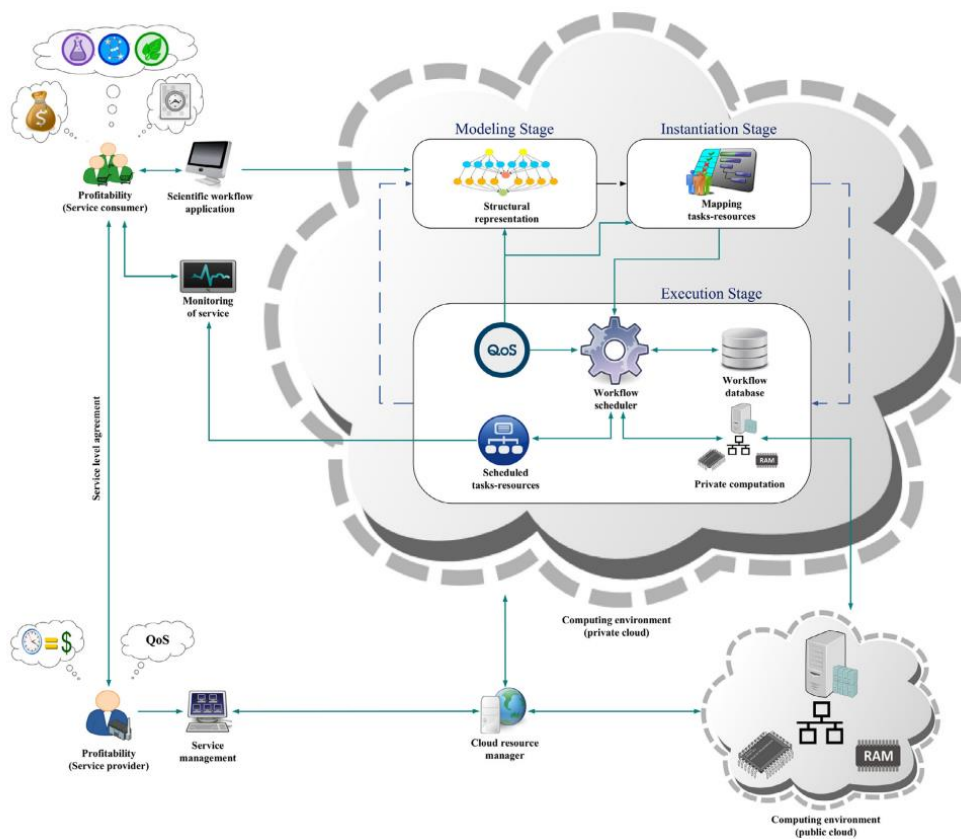 $
Modeling Stage
Instantiation Stage
Structural
representation
Mapping
tasks-resources
Profitability
(Service consumer)
Scientific workflow
application
Monitoring
of service
Execution Stage
QoS
Workflow
scheduler
Workflow
database
Scheduled
tasks-resources
RAM
Private computation
Service level agreement
Computing environment
(private cloud)
= $
QoS
Profitability
(Service provider)
Service
management
Cloud resource
manager
RAM
Computing environment
(public cloud)